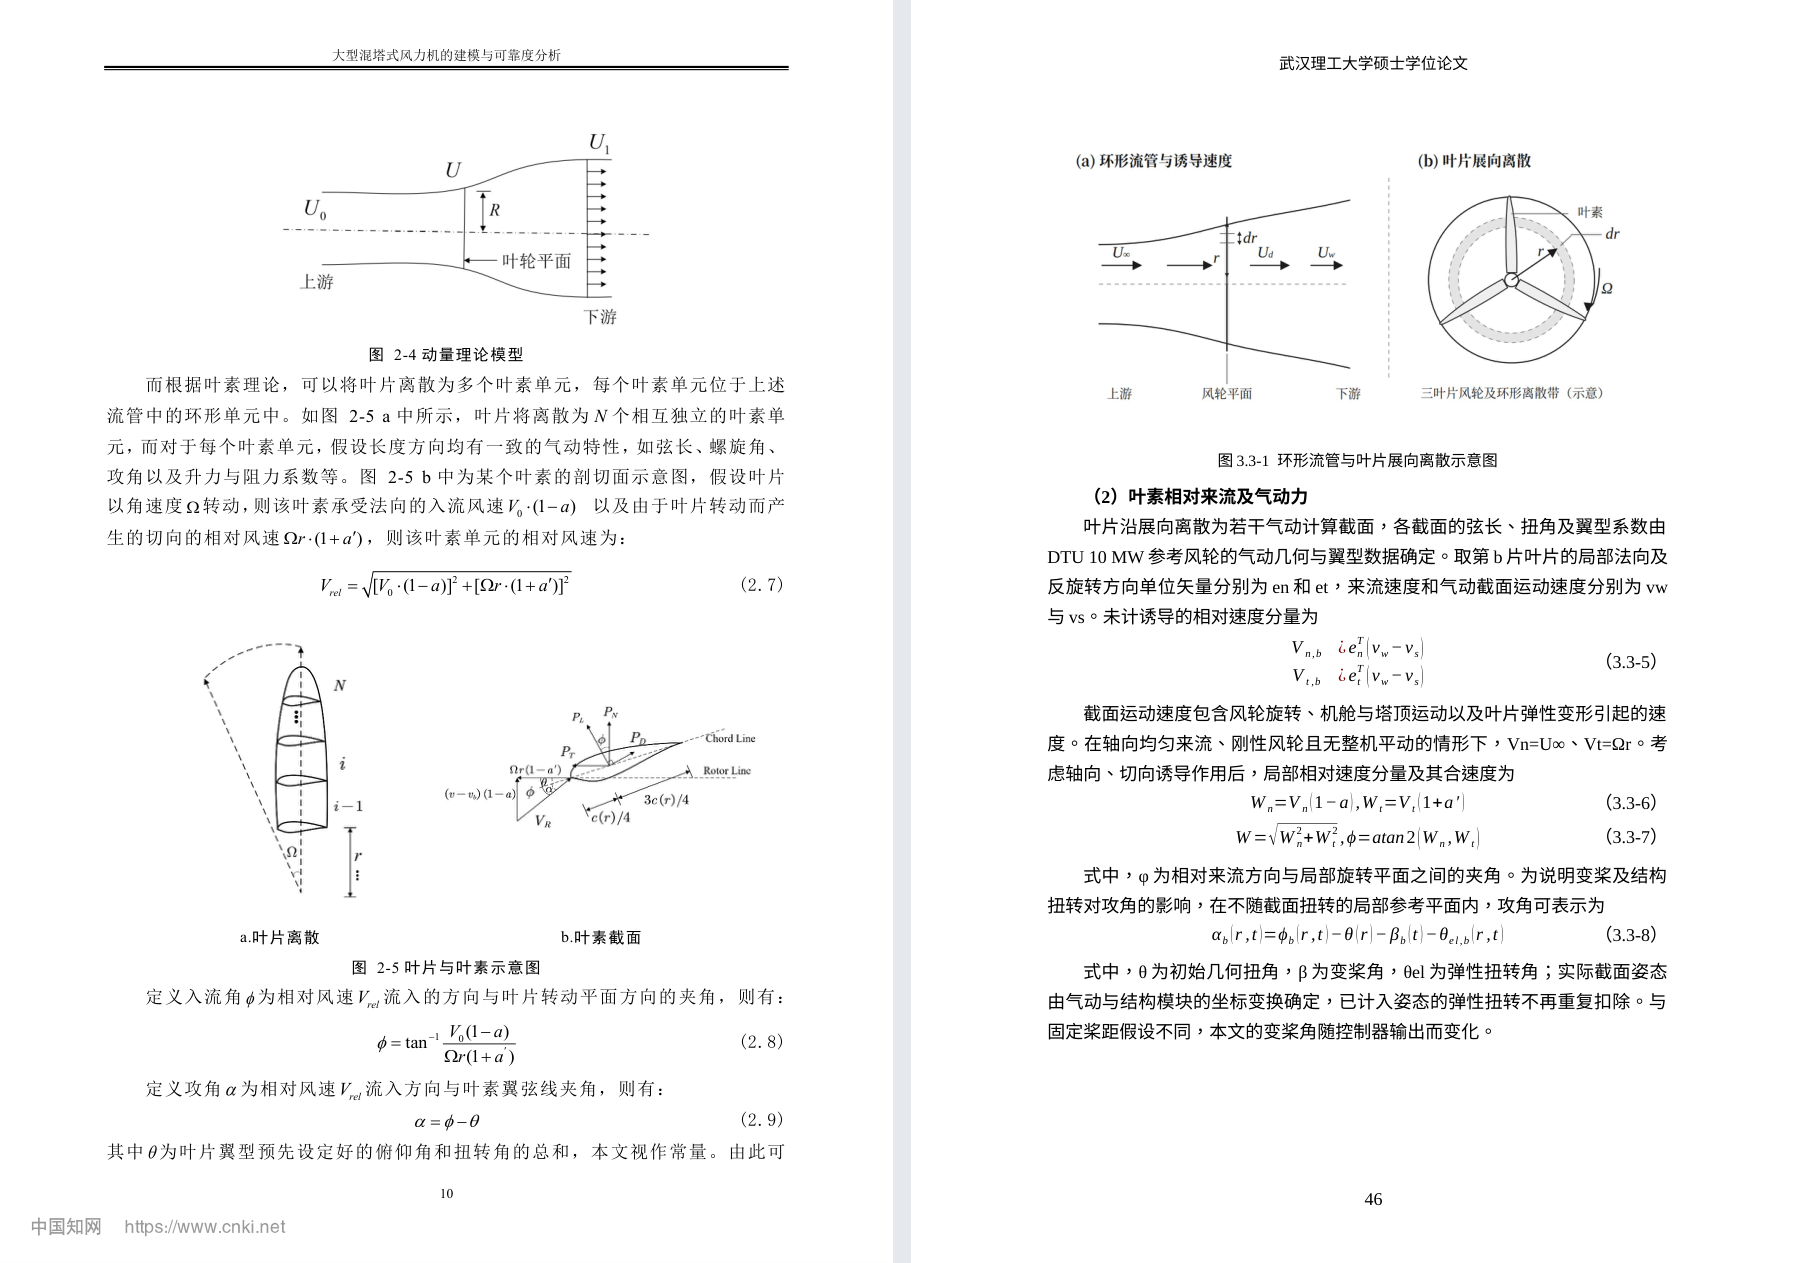 大型混塔式风力机的建模与可靠度分析
U₁
U
U₀
R
叶轮平面
上游
下游
图 2-4 动量理论模型
而根据叶素理论，可以将叶片离散为多个叶素单元，每个叶素单元位于上述
流管中的环形单元中。如图 2-5 a 中所示，叶片将离散为 N 个相互独立的叶素单
元，而对于每个叶素单元，假设长度方向均有一致的气动特性，如弦长、螺旋角、
攻角以及升力与阻力系数等。图 2-5 b 中为某个叶素的剖切面示意图，假设叶片
以角速度 Ω 转动，则该叶素承受法向的入流风速 V₀·(1−a) 以及由于叶片转动而产
生的切向的相对风速 Ωr·(1+a′)，则该叶素单元的相对风速为：
V_rel = √([V₀·(1−a)]² + [Ωr·(1+a′)]²) (2.7)
N
i
i−1
Ω
r
P_L
P_N
ϕ
P_D
P_T
Chord Line
Rotor Line
Ωr(1−a′)
θ
α
ϕ
(v−v_b)(1−a)
V_R
c(r)/4
3c(r)/4
a.叶片离散
b.叶素截面
图 2-5 叶片与叶素示意图
定义入流角 ϕ 为相对风速 V_rel 流入的方向与叶片转动平面方向的夹角，则有：
ϕ = tan⁻¹ V₀(1−a) / Ωr(1+a′) (2.8)
定义攻角 α 为相对风速 V_rel 流入方向与叶素翼弦线夹角，则有：
α = ϕ − θ (2.9)
其中 θ 为叶片翼型预先设定好的俯仰角和扭转角的总和，本文视作常量。由此可
10
中国知网 https://www.cnki.net
武汉理工大学硕士学位论文
(a) 环形流管与诱导速度
(b) 叶片展向离散
U∞
r
dr
U_d
U_w
上游
风轮平面
下游
叶素
dr
r
Ω
三叶片风轮及环形离散带（示意）
图 3.3-1 环形流管与叶片展向离散示意图
（2）叶素相对来流及气动力
叶片沿展向离散为若干气动计算截面，各截面的弦长、扭角及翼型系数由
DTU 10 MW 参考风轮的气动几何与翼型数据确定。取第 b 片叶片的局部法向及
反旋转方向单位矢量分别为 en 和 et，来流速度和气动截面运动速度分别为 vw
与 vs。未计诱导的相对速度分量为
V_{n,b} ¿ e_n^T(v_w − v_s)
V_{t,b} ¿ e_t^T(v_w − v_s)
（3.3-5）
截面运动速度包含风轮旋转、机舱与塔顶运动以及叶片弹性变形引起的速
度。在轴向均匀来流、刚性风轮且无整机平动的情形下，Vn=U∞、Vt=Ωr。考
虑轴向、切向诱导作用后，局部相对速度分量及其合速度为
W_n=V_n(1−a),W_t=V_t(1+a′) （3.3-6）
W=√(W_n²+W_t²),ϕ=atan2(W_n,W_t) （3.3-7）
式中，φ 为相对来流方向与局部旋转平面之间的夹角。为说明变桨及结构
扭转对攻角的影响，在不随截面扭转的局部参考平面内，攻角可表示为
α_b(r,t)=ϕ_b(r,t)−θ(r)−β_b(t)−θ_{el,b}(r,t) （3.3-8）
式中，θ 为初始几何扭角，β 为变桨角，θel 为弹性扭转角；实际截面姿态
由气动与结构模块的坐标变换确定，已计入姿态的弹性扭转不再重复扣除。与
固定桨距假设不同，本文的变桨角随控制器输出而变化。
46